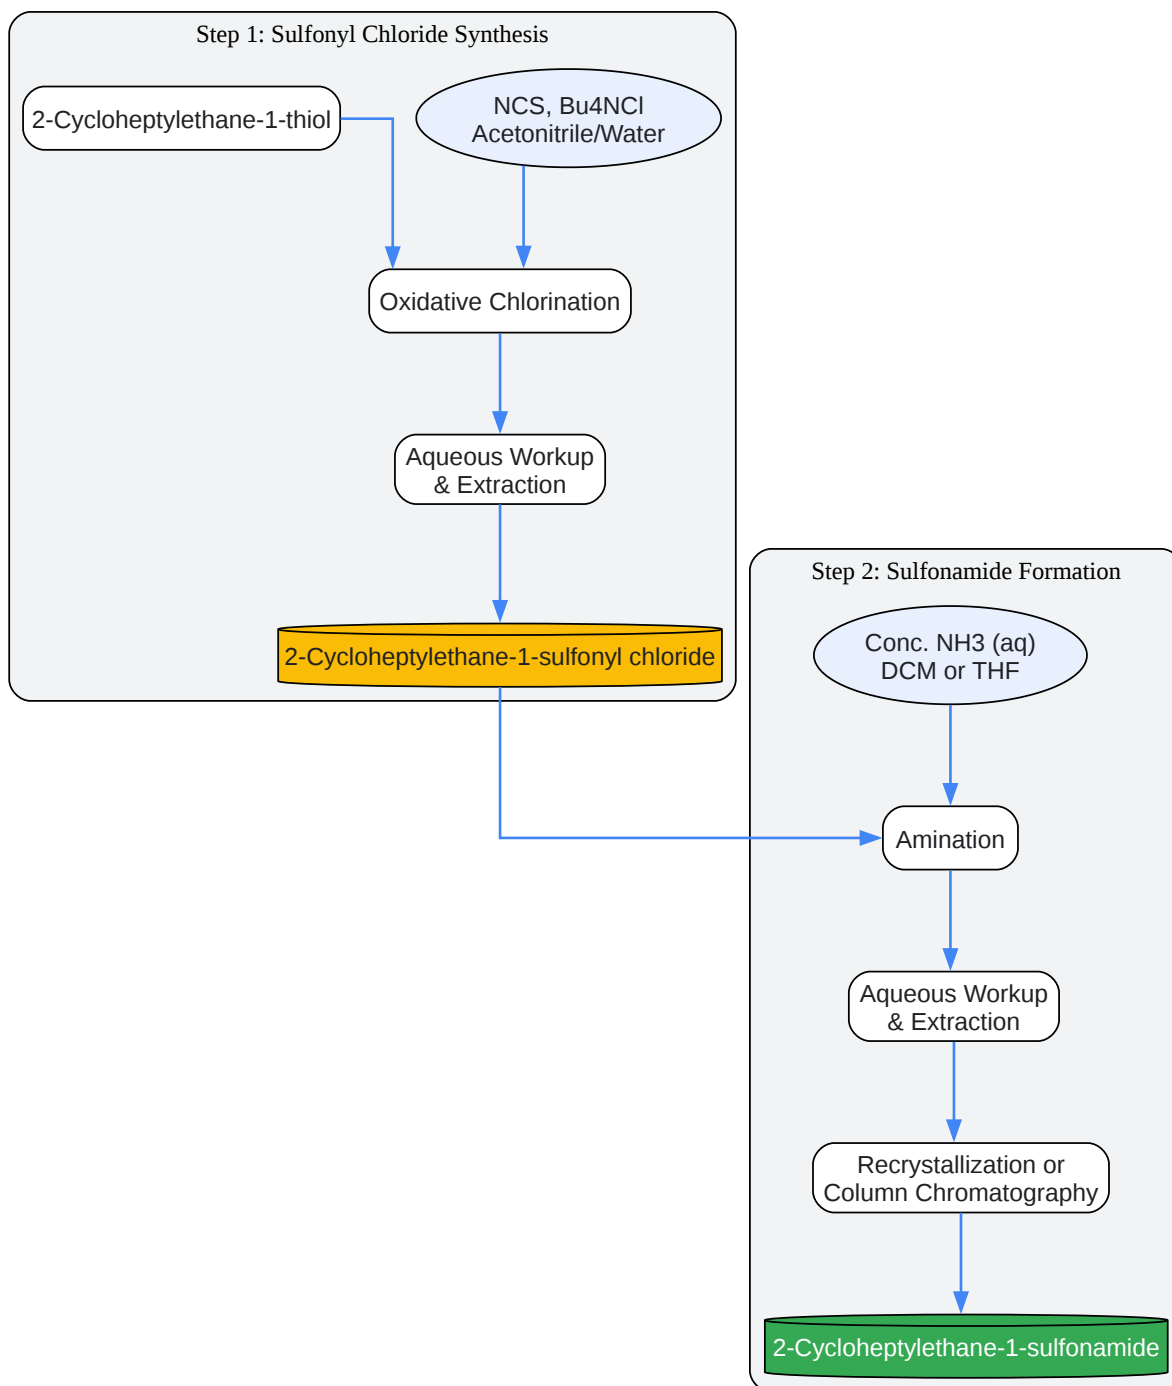 Step 1: Sulfonyl Chloride Synthesis
2-Cycloheptylethane-1-thiol
NCS, Bu4NCl
Acetonitrile/Water
Oxidative Chlorination
Aqueous Workup
& Extraction
2-Cycloheptylethane-1-sulfonyl chloride
Step 2: Sulfonamide Formation
Conc. NH3 (aq)
DCM or THF
Amination
Aqueous Workup
& Extraction
Recrystallization or
Column Chromatography
2-Cycloheptylethane-1-sulfonamide